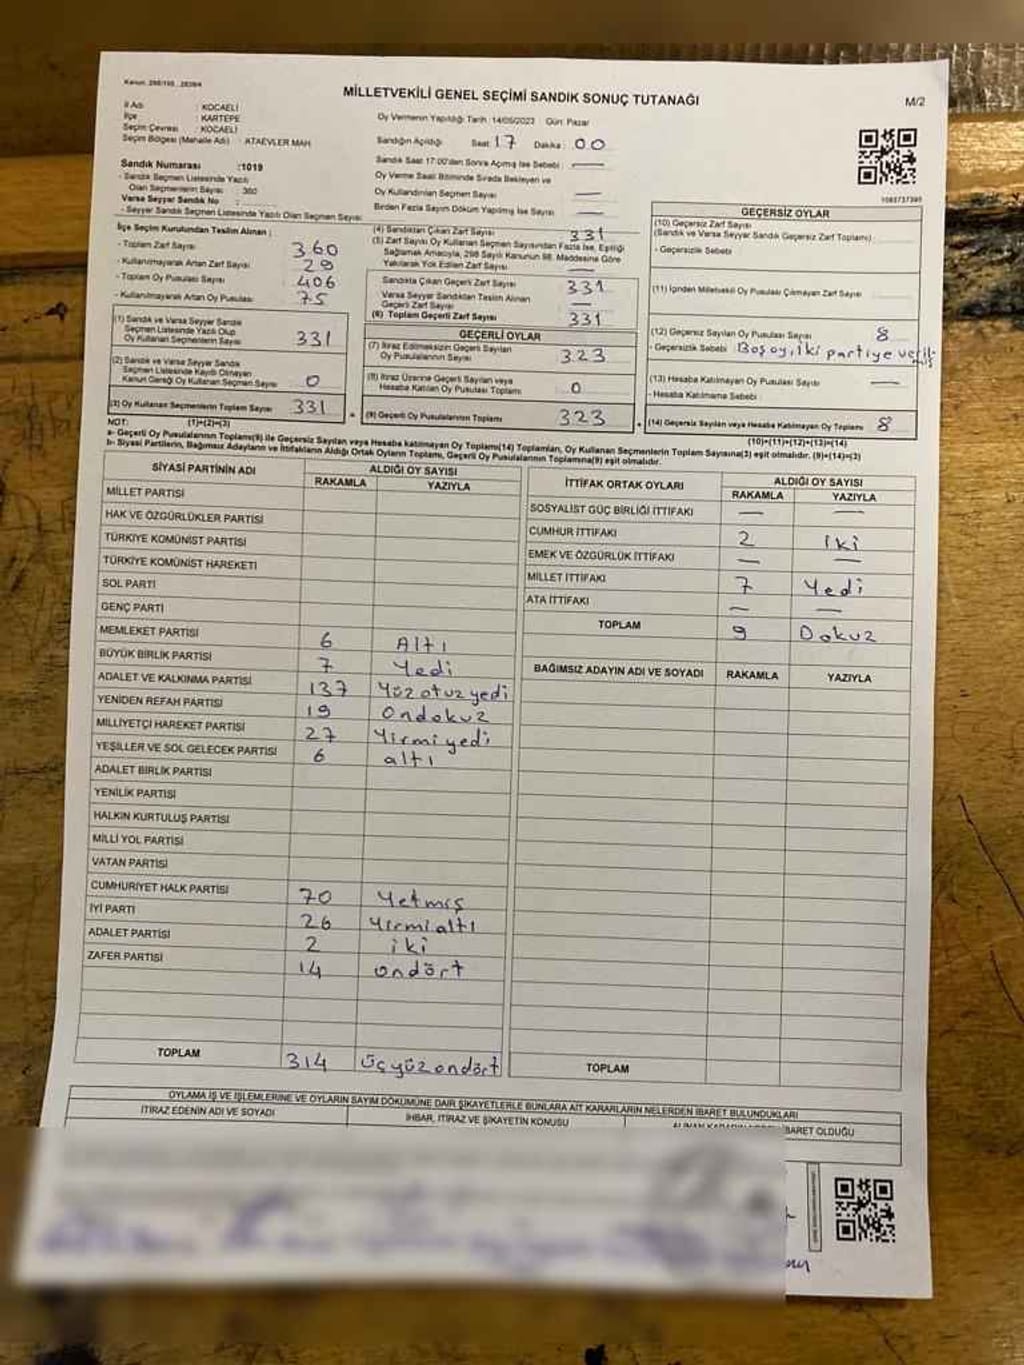 Kanun: 298/105 , 2839/4
MİLLETVEKİLİ GENEL SEÇİMİ SANDIK SONUÇ TUTANAĞI
M/2
İl Adı : KOCAELİ
İlçe : KARTEPE
Seçim Çevresi : KOCAELİ
Seçim Bölgesi (Mahalle Adı) : ATAEVLER MAH
Sandık Numarası :1019
- Sandık Seçmen Listesinde Yazılı
Olan Seçmenlerin Sayısı : 360
Varsa Seyyar Sandık No :
- Seyyar Sandık Seçmen Listesinde Yazılı Olan Seçmen Sayısı:
Oy Vermenin Yapıldığı Tarih :14/05/2023 Gün: Pazar
Sandığın Açıldığı Saat: 17 Dakika : 00
Sandık Saat 17:00'dan Sonra Açılmış İse Sebebi : —
Oy Verme Saati Bitiminde Sırada Bekleyen ve
Oy Kullandırılan Seçmen Sayısı —
Birden Fazla Sayım Döküm Yapılmış İse Sayısı —
1093737395
İlçe Seçim Kurulundan Teslim Alınan :
- Toplam Zarf Sayısı : 360
- Kullanılmayarak Artan Zarf Sayısı 29
- Toplam Oy Pusulası Sayısı : 406
- Kullanılmayarak Artan Oy Pusulası 75
(1) Sandık ve Varsa Seyyar Sandık
Seçmen Listesinde Yazılı Olup
Oy Kullanan Seçmenlerin Sayısı 331
(2) Sandık ve Varsa Seyyar Sandık
Seçmen Listesinde Kaydı Olmayan
Kanun Gereği Oy Kullanan Seçmen Sayısı 0
(3) Oy Kullanan Seçmenlerin Toplam Sayısı 331
(4) Sandıktan Çıkan Zarf Sayısı 331
(5) Zarf Sayısı Oy Kullanan Seçmen Sayısından Fazla İse, Eşitliği
Sağlamak Amacıyla, 298 Sayılı Kanunun 98. Maddesine Göre
Yakılarak Yok Edilen Zarf Sayısı —
Sandıkta Çıkan Geçerli Zarf Sayısı 331
Varsa Seyyar Sandıktan Teslim Alınan
Geçerli Zarf Sayısı —
(6) Toplam Geçerli Zarf Sayısı 331
GEÇERLİ OYLAR
(7) İtiraz Edilmeksizin Geçerli Sayılan
Oy Pusulalarının Sayısı 323
(8) İtiraz Üzerine Geçerli Sayılan veya
Hesaba Katılan Oy Pusulası Toplamı 0
(9) Geçerli Oy Pusulalarının Toplamı 323
GEÇERSİZ OYLAR
(10) Geçersiz Zarf Sayısı
(Sandık ve Varsa Seyyar Sandık Geçersiz Zarf Toplamı)
- Geçersizlik Sebebi
(11) İçinden Milletvekili Oy Pusulası Çıkmayan Zarf Sayısı
(12) Geçersiz Sayılan Oy Pusulası Sayısı 8
- Geçersizlik Sebebi Boş oy, iki partiye verilmiş
(13) Hesaba Katılmayan Oy Pusulası Sayısı —
- Hesaba Katılmama Sebebi :
(14) Geçersiz Sayılan veya Hesaba Katılmayan Oy Toplamı 8
NOT: (1)+(2)=(3) (10)+(11)+(12)+(13)=(14)
a- Geçerli Oy Pusulalarının Toplamı(9) ile Geçersiz Sayılan veya Hesaba katılmayan Oy Toplamı(14) Toplamları, Oy Kullanan Seçmenlerin Toplam Sayısına(3) eşit olmalıdır. (9)+(14)=(3)
b- Siyasi Partilerin, Bağımsız Adayların ve İttifakların Aldığı Ortak Oyların Toplamı, Geçerli Oy Pusulalarının Toplamına(9) eşit olmalıdır.
SİYASİ PARTİNİN ADI ALDIĞI OY SAYISI
RAKAMLA YAZIYLA
MİLLET PARTİSİ
HAK VE ÖZGÜRLÜKLER PARTİSİ
TÜRKİYE KOMÜNİST PARTİSİ
TÜRKİYE KOMÜNİST HAREKETİ
SOL PARTİ
GENÇ PARTİ
MEMLEKET PARTİSİ 6 Altı
BÜYÜK BİRLİK PARTİSİ 7 Yedi
ADALET VE KALKINMA PARTİSİ 137 Yüz otuz yedi
YENİDEN REFAH PARTİSİ 19 Ondokuz
MİLLİYETÇİ HAREKET PARTİSİ 27 Yirmi yedi
YEŞİLLER VE SOL GELECEK PARTİSİ 6 altı
ADALET BİRLİK PARTİSİ
YENİLİK PARTİSİ
HALKIN KURTULUŞ PARTİSİ
MİLLİ YOL PARTİSİ
VATAN PARTİSİ
CUMHURİYET HALK PARTİSİ 70 Yetmiş
İYİ PARTİ 26 Yirmialtı
ADALET PARTİSİ 2 iki
ZAFER PARTİSİ 14 ondört
TOPLAM 314 Üçyüzondört
İTTİFAK ORTAK OYLARI ALDIĞI OY SAYISI
RAKAMLA YAZIYLA
SOSYALİST GÜÇ BİRLİĞİ İTTİFAKI — —
CUMHUR İTTİFAKI 2 İki
EMEK VE ÖZGÜRLÜK İTTİFAKI — —
MİLLET İTTİFAKI 7 Yedi
ATA İTTİFAKI — —
TOPLAM 9 Dokuz
BAĞIMSIZ ADAYIN ADI VE SOYADI RAKAMLA YAZIYLA
TOPLAM
OYLAMA İŞ VE İŞLEMLERİNE VE OYLARIN SAYIM DÖKÜMÜNE DAİR ŞİKAYETLERLE BUNLARA AİT KARARLARIN NELERDEN İBARET BULUNDUKLARI
İTİRAZ EDENİN ADI VE SOYADI
İHBAR, İTİRAZ VE ŞİKAYETİN KONUSU
İBARET OLDUĞU